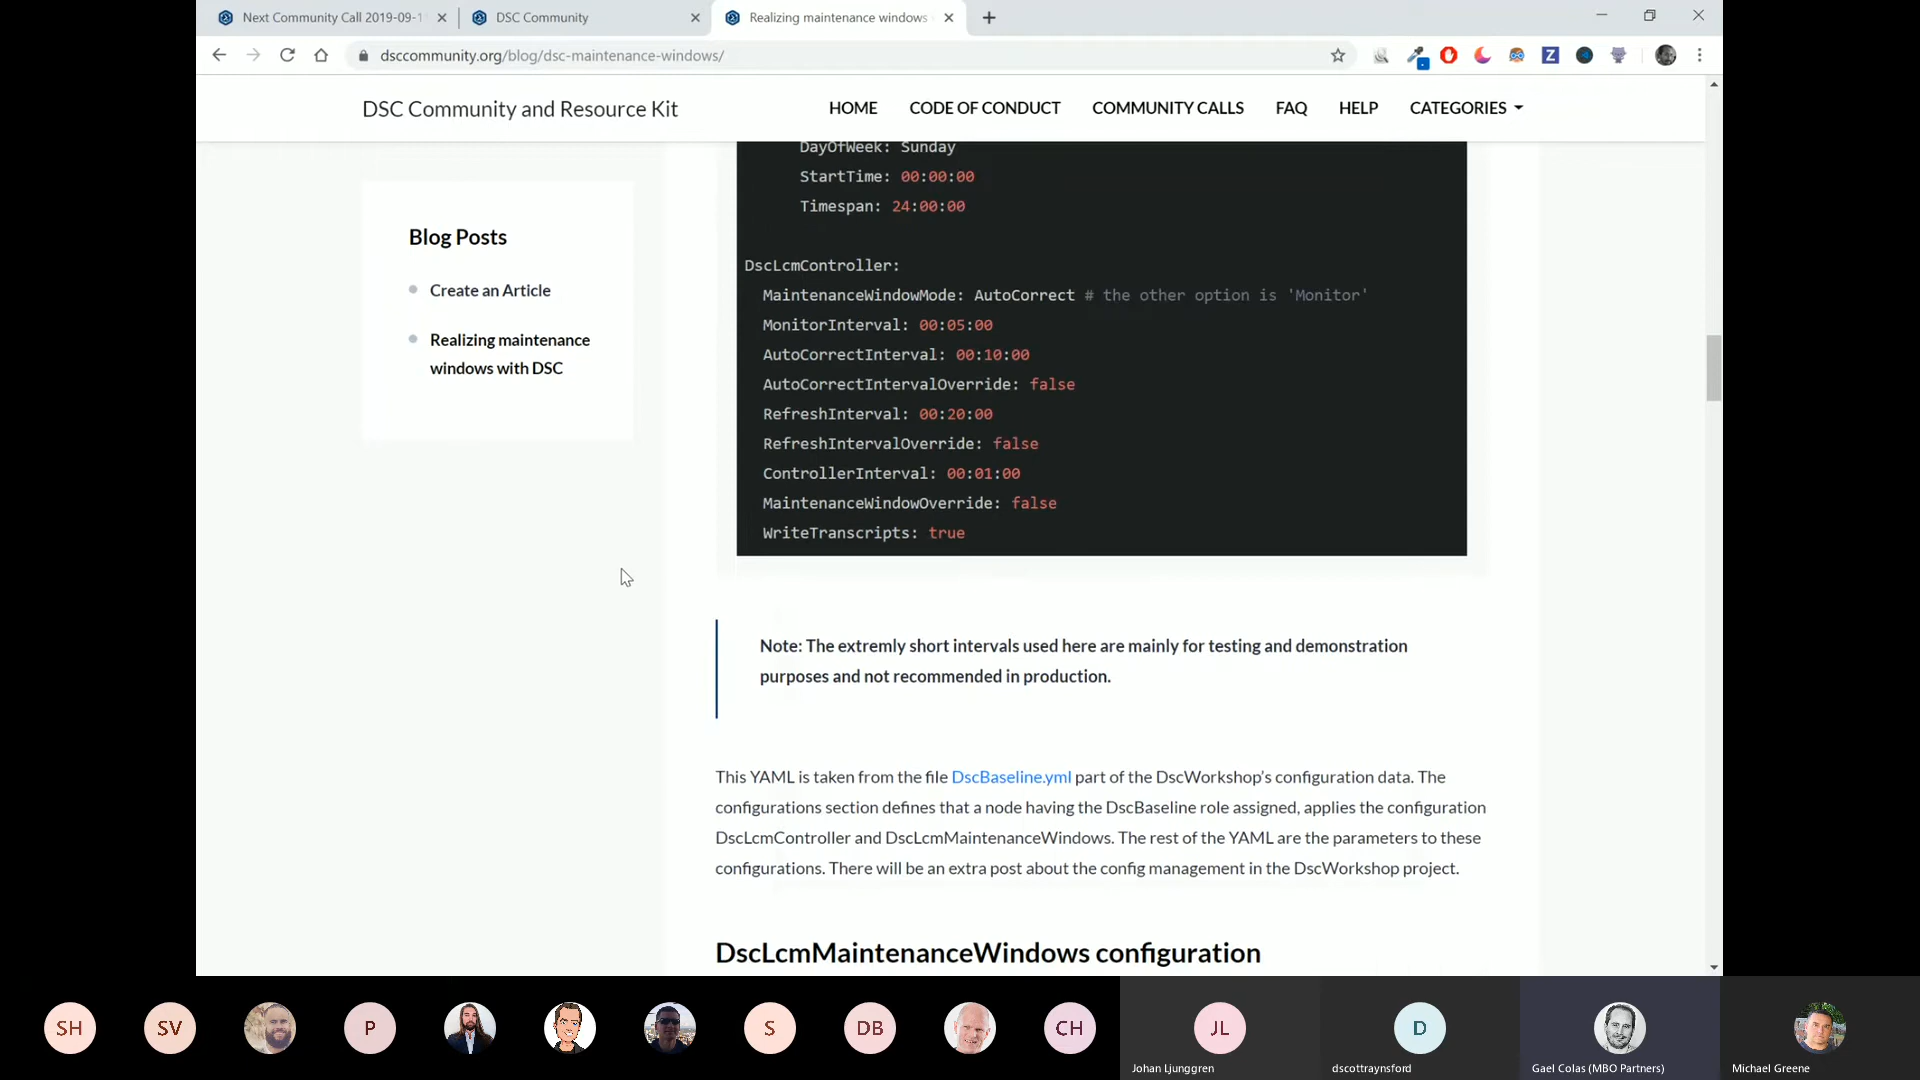 Next Community Call 2019-09-1
DSC Community
Realizing maintenance windows
dsccommunity.org/blog/dsc-maintenance-windows/
DSC Community and Resource Kit
HOME
CODE OF CONDUCT
COMMUNITY CALLS
FAQ
HELP
CATEGORIES
Blog Posts
Create an Article
Realizing maintenance
windows with DSC
DayOfWeek: Sunday
StartTime: 00:00:00
Timespan: 24:00:00
DscLcmController:
MaintenanceWindowMode: AutoCorrect # the other option is 'Monitor'
MonitorInterval: 00:05:00
AutoCorrectInterval: 00:10:00
AutoCorrectIntervalOverride: false
RefreshInterval: 00:20:00
RefreshIntervalOverride: false
ControllerInterval: 00:01:00
MaintenanceWindowOverride: false
WriteTranscripts: true
Note: The extremly short intervals used here are mainly for testing and demonstration
purposes and not recommended in production.
This YAML is taken from the file DscBaseline.yml part of the DscWorkshop's configuration data. The
configurations section defines that a node having the DscBaseline role assigned, applies the configuration
DscLcmController and DscLcmMaintenanceWindows. The rest of the YAML are the parameters to these
configurations. There will be an extra post about the config management in the DscWorkshop project.
DscLcmMaintenanceWindows configuration
SH
SV
P
S
DB
CH
JL
D
Johan Ljunggren
dscottraynsford
Gael Colas (MBO Partners)
Michael Greene